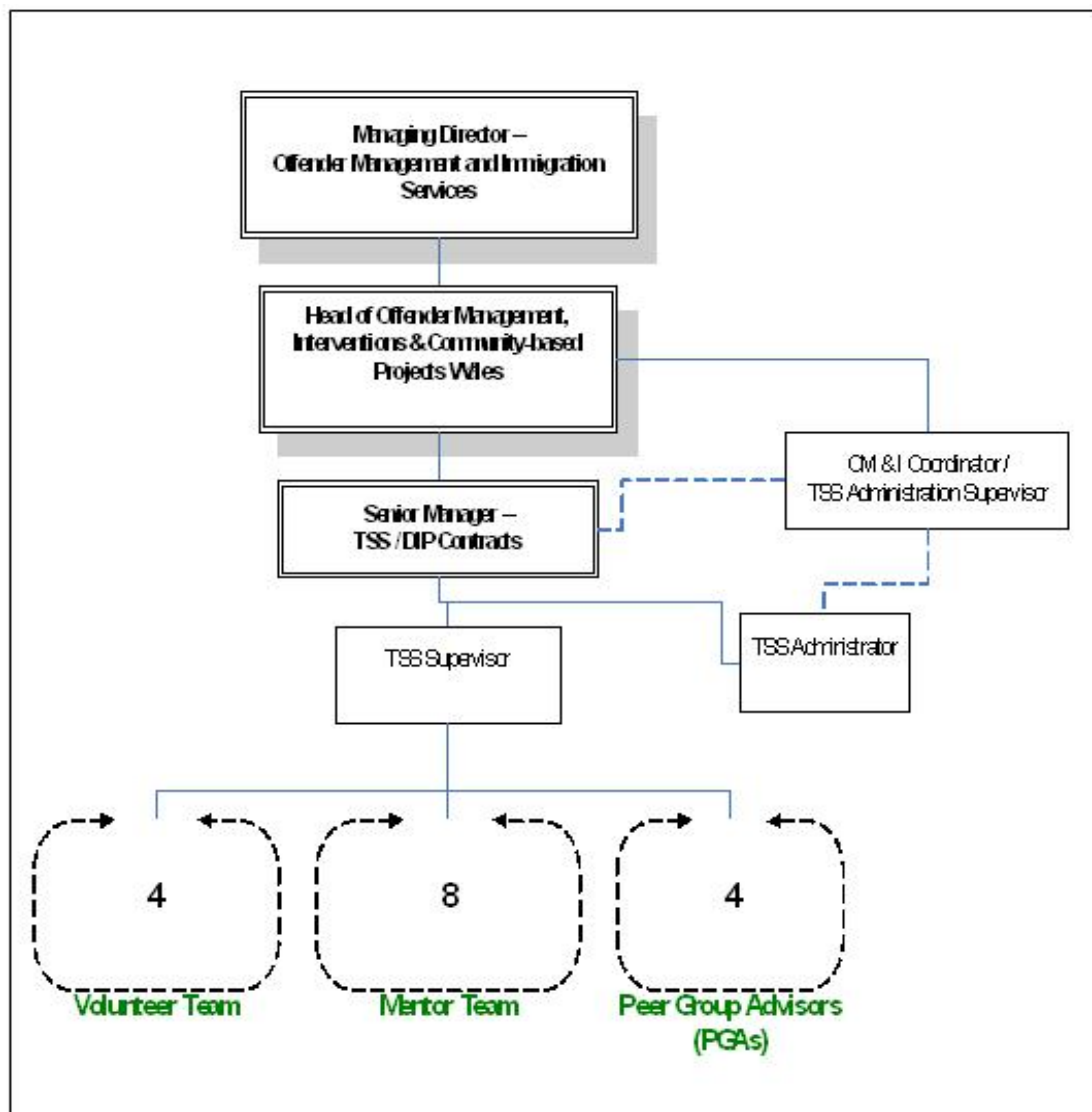 Managing Director –
Offender Management and Immigration
Services
Head of Offender Management,
Interventions & Community-based
Projects Wales
CM & I Coordinator /
TSS Administration Supervisor
Senior Manager –
TSS / DIP Contracts
TSS Supervisor
TSS Administrator
4
8
4
Volunteer Team
Mentor Team
Peer Group Advisors
(PGAs)